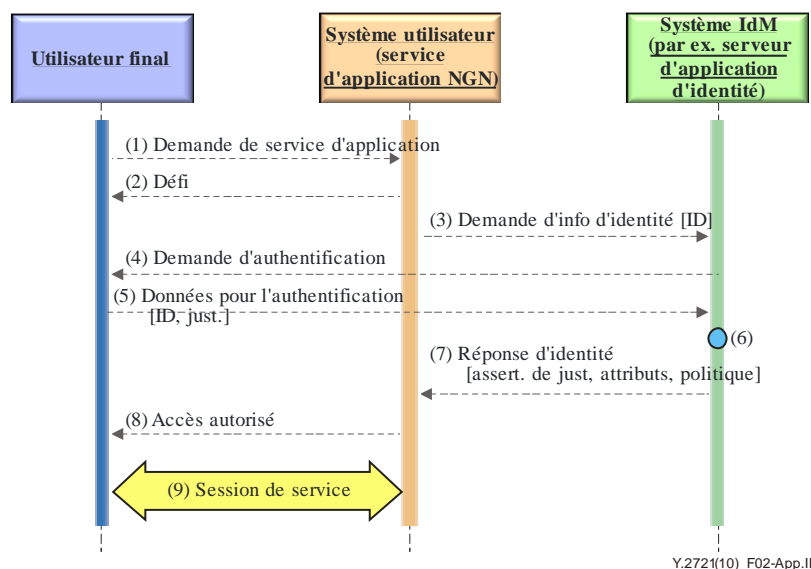 Utilisateur final
Système utilisateur
(service
d'application NGN)
Système IdM
(par ex. serveur
d'application
d'identité)
(1) Demande de service d'application
(2) Défi
(3) Demande d'info d'identité [ID]
(4) Demande d'authentification
(5) Données pour l'authentification
[ID, just.]
(6)
(7) Réponse d'identité
[assert. de just, attributs, politique]
(8) Accès autorisé
(9) Session de service
Y.2721(10)_F02-App.II